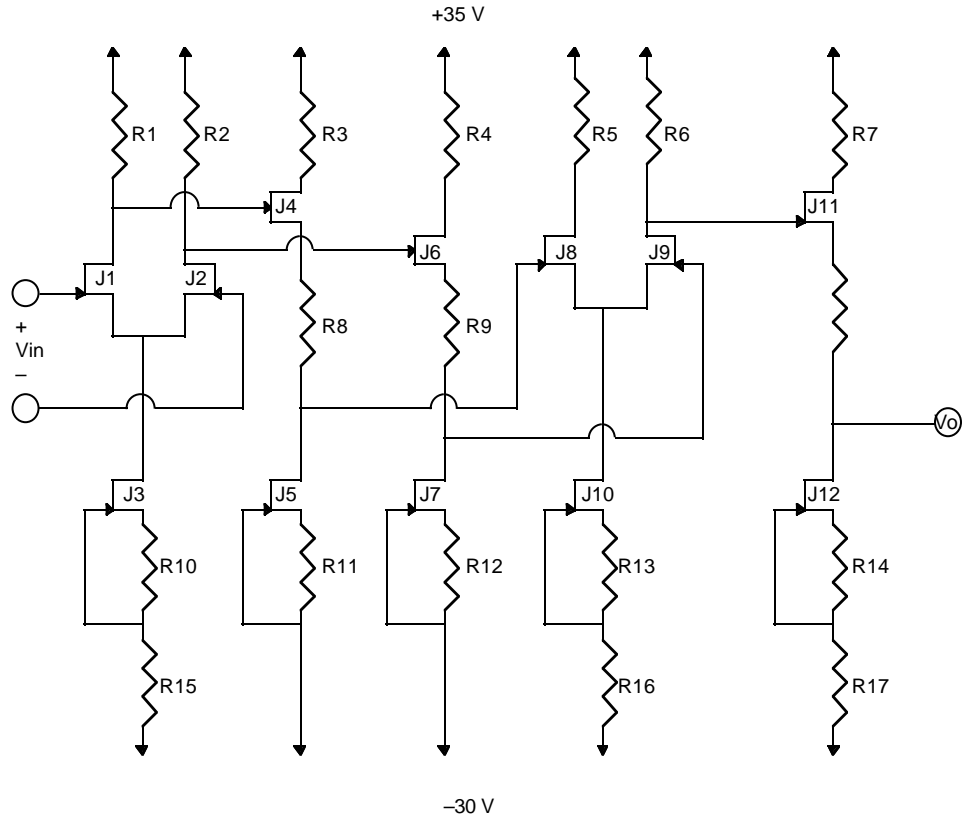 +35 V
R1 R2 R3 R4 R5 R6 R7
J4 J11
J6 J8 J9
J1 J2
+
Vin
–
R8 R9
Vo
J3 J5 J7 J10 J12
R10 R11 R12 R13 R14
R15 R16 R17
–30 V